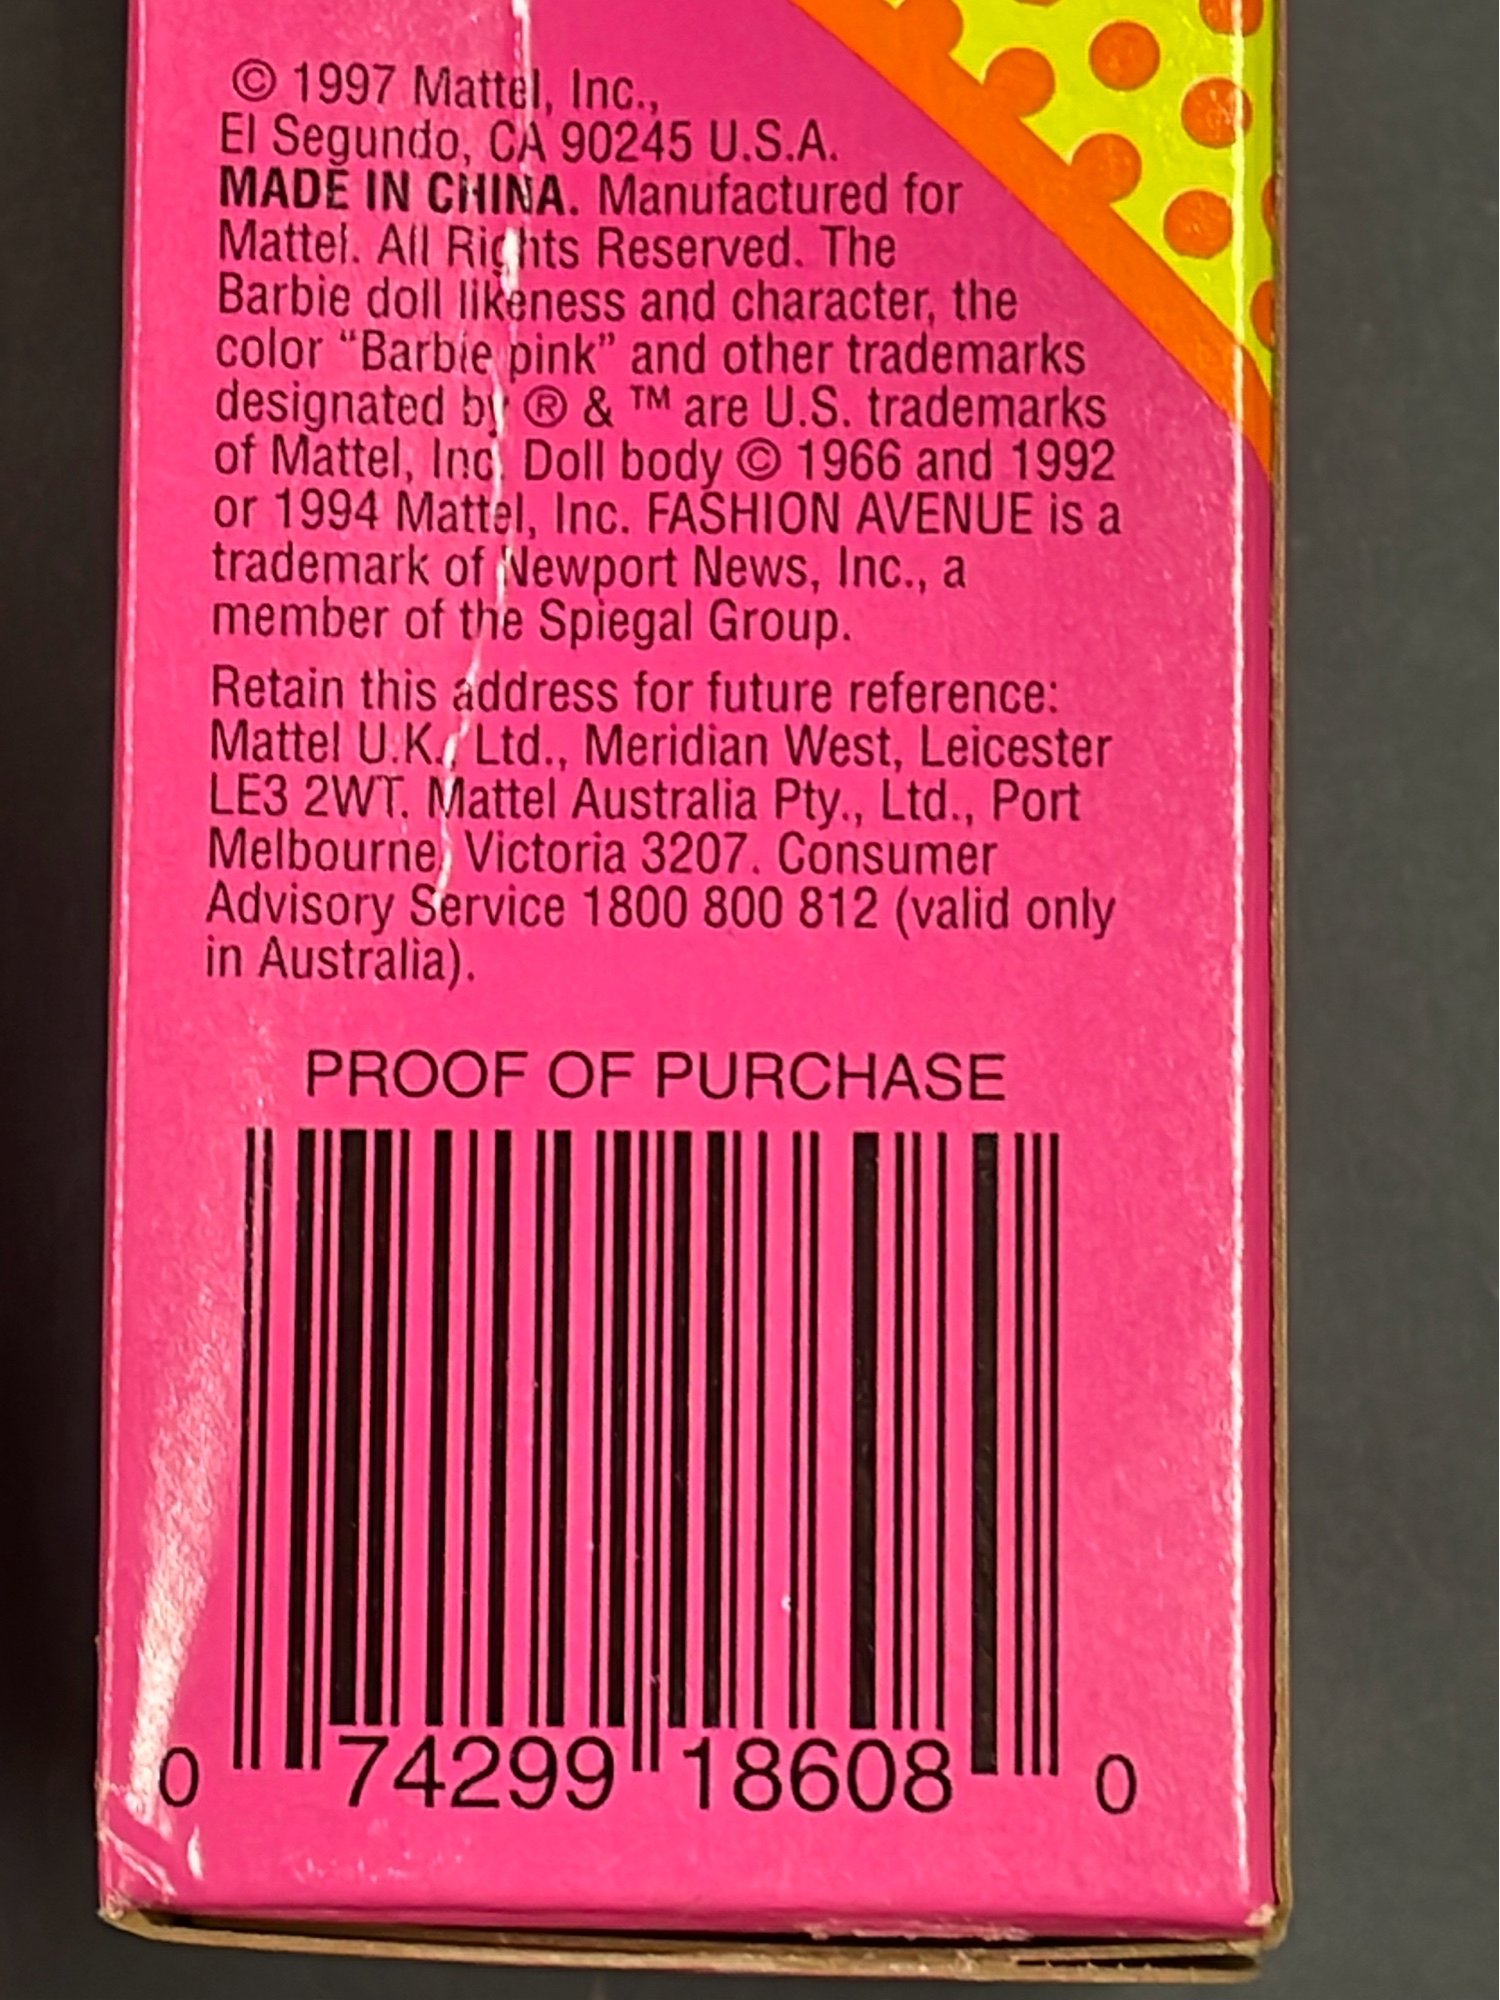 © 1997 Mattel, Inc.,
El Segundo, CA 90245 U.S.A.
MADE IN CHINA. Manufactured for
Mattel. All Rights Reserved. The
Barbie doll likeness and character, the
color “Barbie pink” and other trademarks
designated by ® & ™ are U.S. trademarks
of Mattel, Inc. Doll body © 1966 and 1992
or 1994 Mattel, Inc. FASHION AVENUE is a
trademark of Newport News, Inc., a
member of the Spiegal Group.
Retain this address for future reference:
Mattel U.K., Ltd., Meridian West, Leicester
LE3 2WT. Mattel Australia Pty., Ltd., Port
Melbourne, Victoria 3207. Consumer
Advisory Service 1800 800 812 (valid only
in Australia).
PROOF OF PURCHASE
0 74299 18608 0